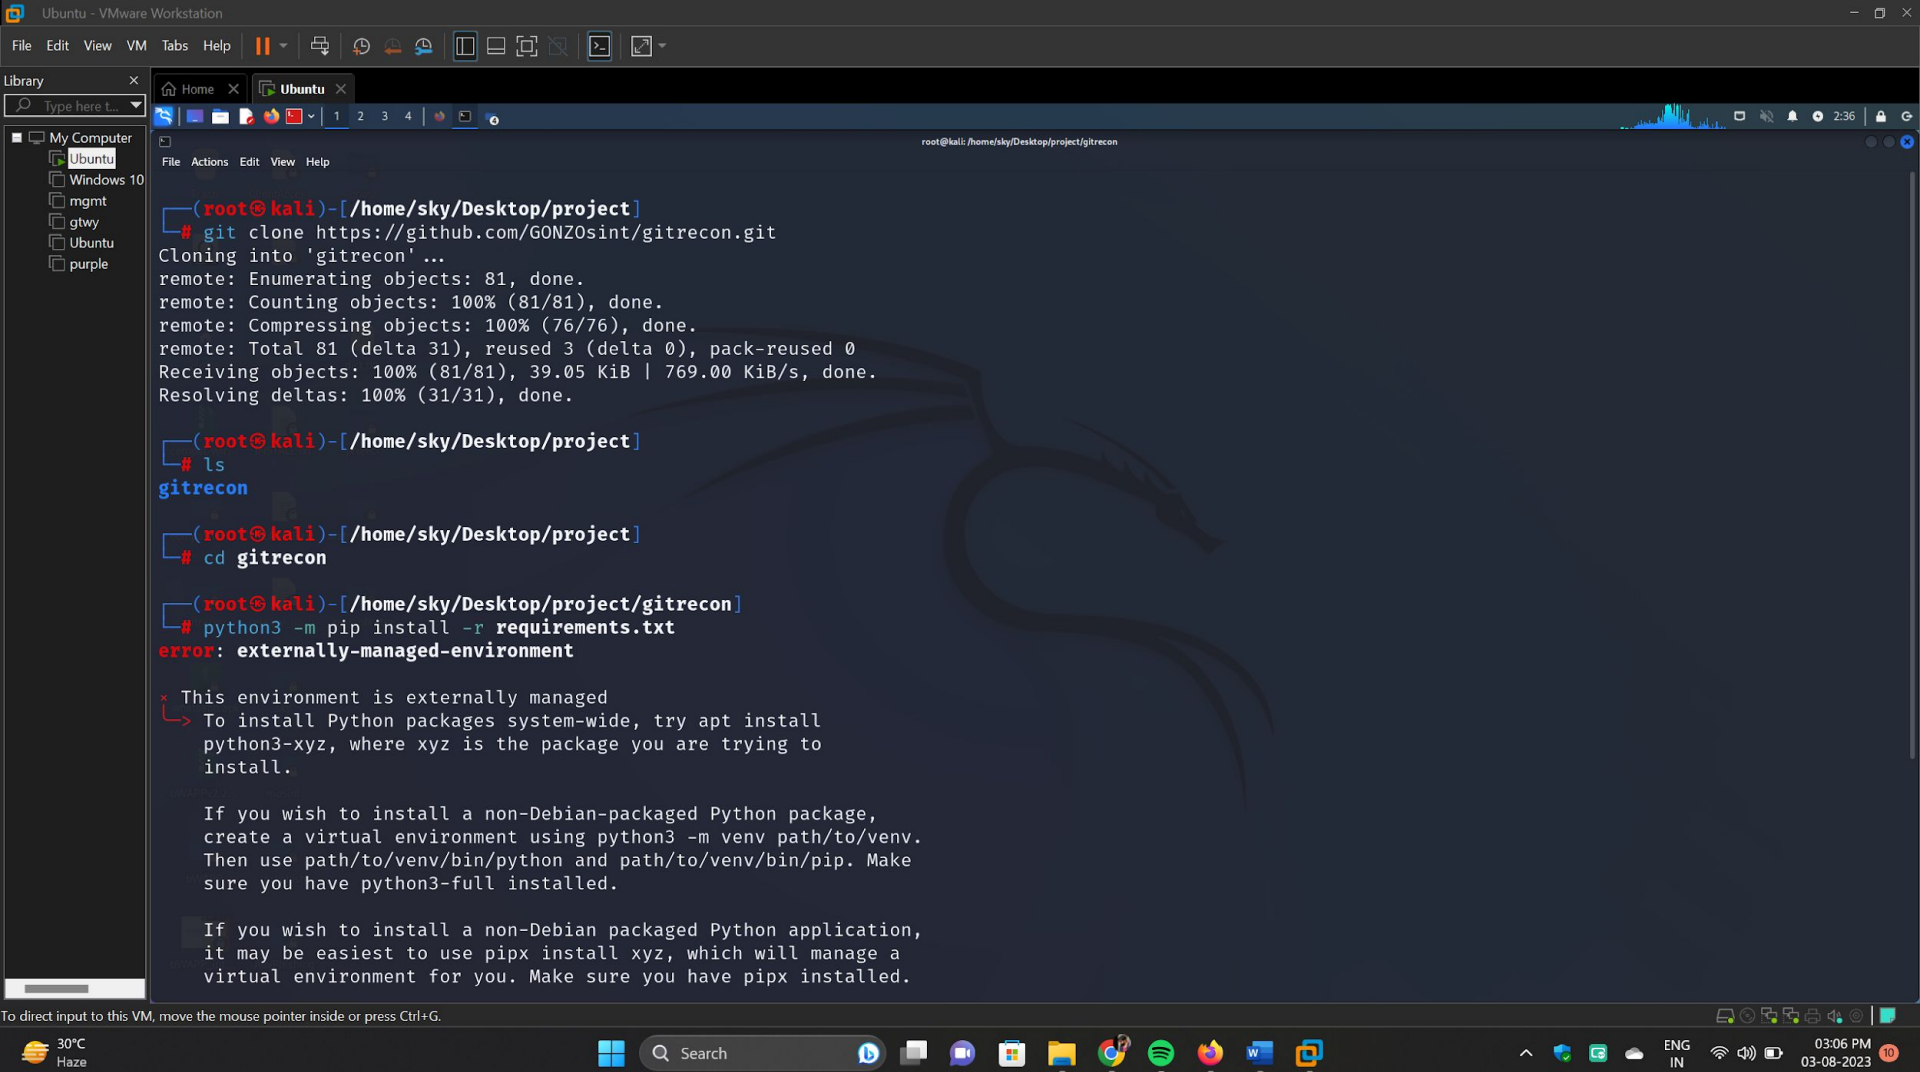 Ubuntu - VMware Workstation
File Edit View VM Tabs Help
Library
Type here t...
My Computer
Ubuntu
Windows 10
mgmt
gtwy
Ubuntu
purple
Home Ubuntu
1 2 3 4
2:36
root@kali: /home/sky/Desktop/project/gitrecon
File Actions Edit View Help
┌──(root㉿kali)-[/home/sky/Desktop/project]
└─# git clone https://github.com/GONZOsint/gitrecon.git
Cloning into 'gitrecon'...
remote: Enumerating objects: 81, done.
remote: Counting objects: 100% (81/81), done.
remote: Compressing objects: 100% (76/76), done.
remote: Total 81 (delta 31), reused 3 (delta 0), pack-reused 0
Receiving objects: 100% (81/81), 39.05 KiB | 769.00 KiB/s, done.
Resolving deltas: 100% (31/31), done.
┌──(root㉿kali)-[/home/sky/Desktop/project]
└─# ls
gitrecon
┌──(root㉿kali)-[/home/sky/Desktop/project]
└─# cd gitrecon
┌──(root㉿kali)-[/home/sky/Desktop/project/gitrecon]
└─# python3 -m pip install -r requirements.txt
error: externally-managed-environment
× This environment is externally managed
╰─> To install Python packages system-wide, try apt install
python3-xyz, where xyz is the package you are trying to
install.
If you wish to install a non-Debian-packaged Python package,
create a virtual environment using python3 -m venv path/to/venv.
Then use path/to/venv/bin/python and path/to/venv/bin/pip. Make
sure you have python3-full installed.
If you wish to install a non-Debian packaged Python application,
it may be easiest to use pipx install xyz, which will manage a
virtual environment for you. Make sure you have pipx installed.
To direct input to this VM, move the mouse pointer inside or press Ctrl+G.
30°C
Haze
Search
ENG
IN
03:06 PM
03-08-2023
10